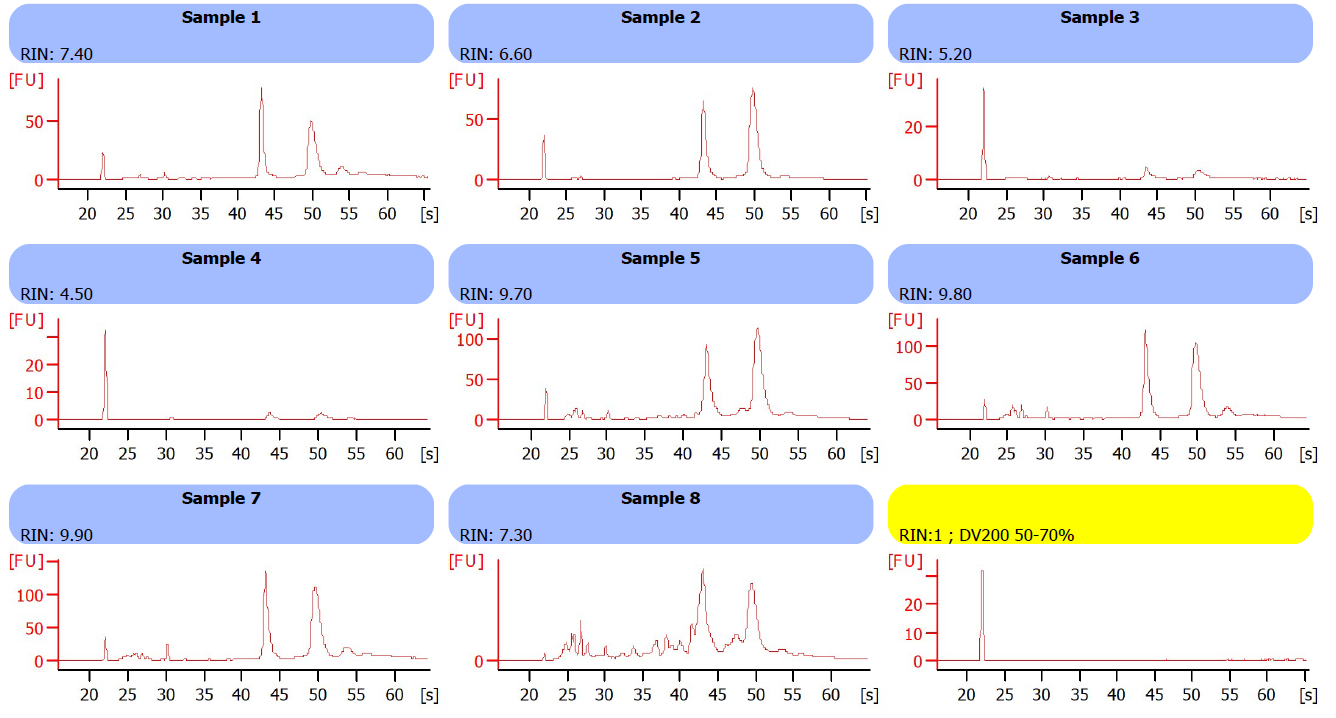 Sample 1
RIN: 7.40
[FU]
50
0
20 25 30 35 40 45 50 55 60 [s]
Sample 2
RIN: 6.60
[FU]
50
0
20 25 30 35 40 45 50 55 60 [s]
Sample 3
RIN: 5.20
[FU]
20
0
20 25 30 35 40 45 50 55 60 [s]
Sample 4
RIN: 4.50
[FU]
20
10
0
20 25 30 35 40 45 50 55 60 [s]
Sample 5
RIN: 9.70
[FU]
100
50
0
20 25 30 35 40 45 50 55 60 [s]
Sample 6
RIN: 9.80
[FU]
100
50
0
20 25 30 35 40 45 50 55 60 [s]
Sample 7
RIN: 9.90
[FU]
100
50
0
20 25 30 35 40 45 50 55 60 [s]
Sample 8
RIN: 7.30
[FU]
0
20 25 30 35 40 45 50 55 60 [s]
RIN:1 ; DV200 50-70%
[FU]
20
10
0
20 25 30 35 40 45 50 55 60 [s]